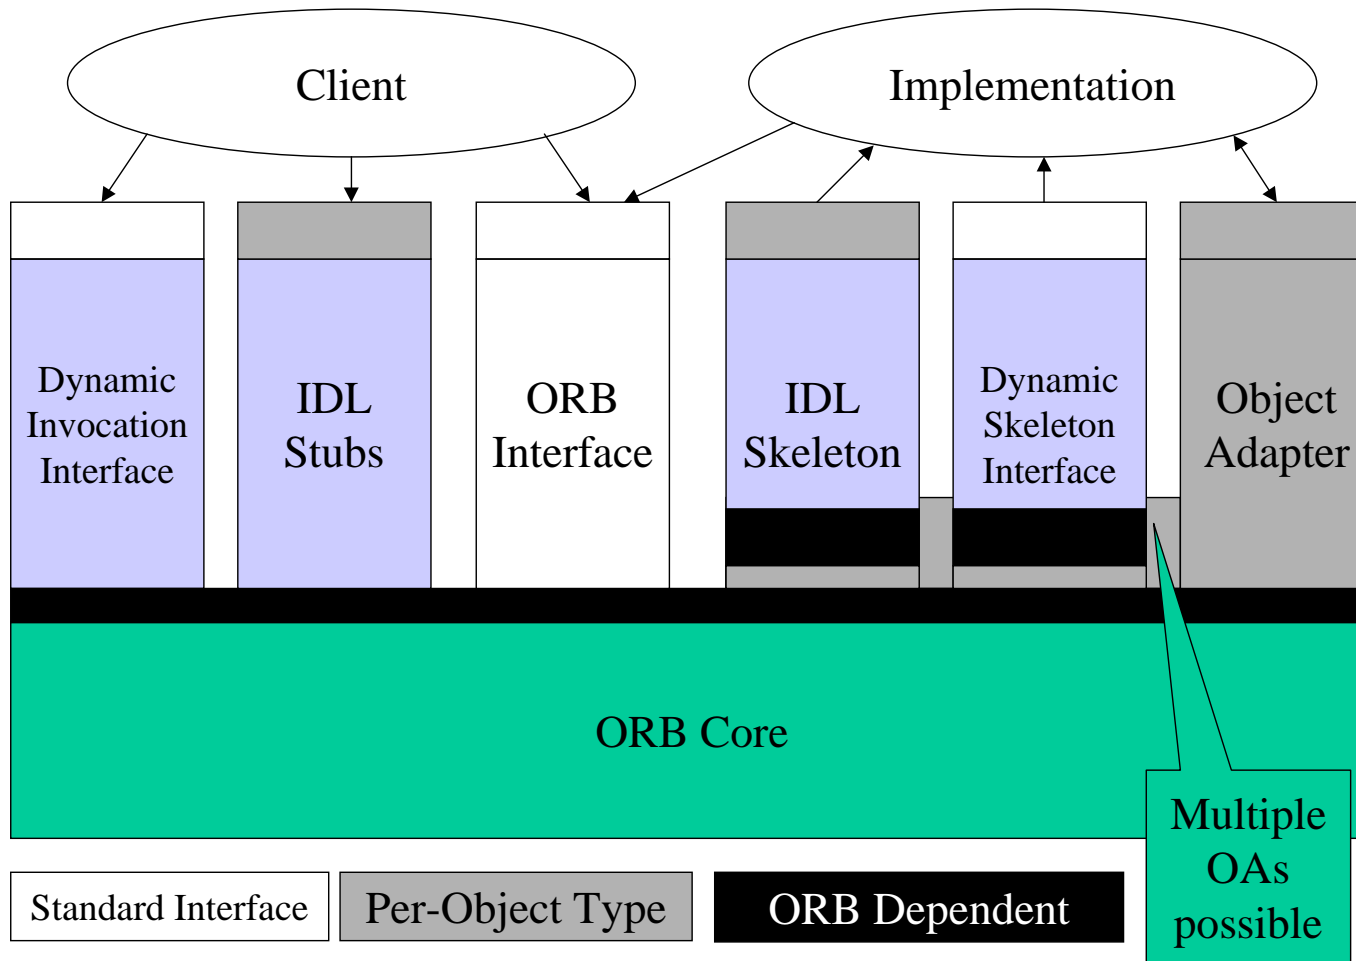 Client
Implementation
Dynamic
Invocation
Interface
IDL
Stubs
ORB
Interface
IDL
Skeleton
Dynamic
Skeleton
Interface
Object
Adapter
ORB Core
Multiple
OAs
possible
Standard Interface
Per-Object Type
ORB Dependent